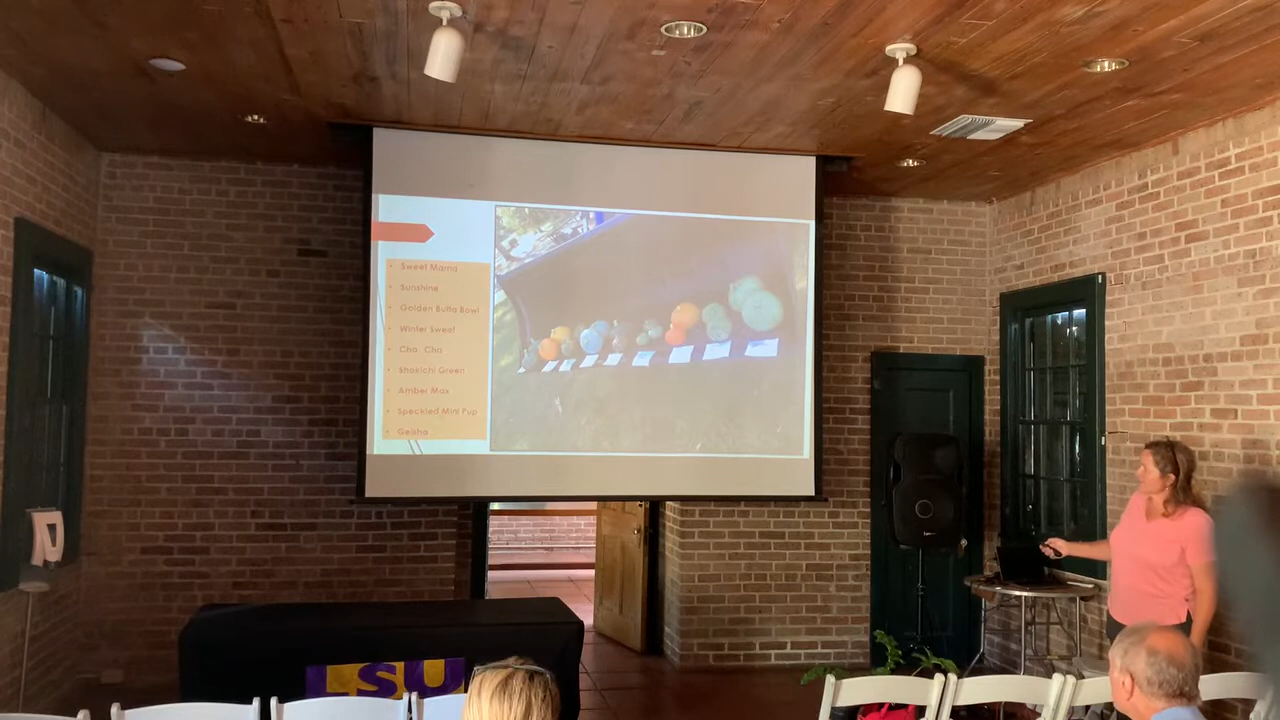 Sweet Mama
Sunshine
Golden Butta Bowl
Winter Sweet
Cha Cha
Shokichi Green
Amber Max
Speckled Mini Pup
Geisha
LSU